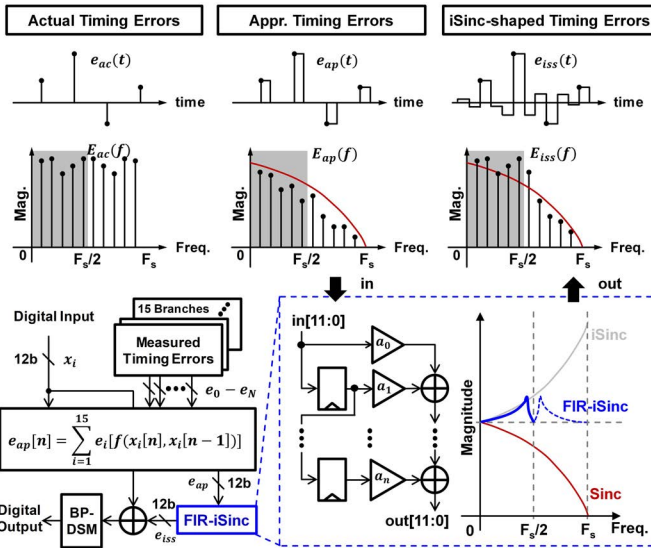 Actual Timing Errors
Appr. Timing Errors
iSinc-shaped Timing Errors
e_ac(t)
time
e_ap(t)
time
e_iss(t)
time
Mag.
E_ac(f)
0
F_s/2
F_s
Freq.
Mag.
E_ap(f)
0
F_s/2
F_s
Freq.
Mag.
E_iss(f)
0
F_s/2
F_s
Freq.
in
out
Digital Input
12b
x_i
15 Branches
Measured
Timing Errors
e_0 − e_N
e_ap[n] = ∑_{i=1}^{15} e_i[f(x_i[n], x_i[n − 1])]
e_ap
12b
Digital
Output
BP-
DSM
12b
e_iss
FIR-iSinc
in[11:0]
a_0
a_1
a_n
out[11:0]
Magnitude
iSinc
FIR-iSinc
Sinc
0
F_s/2
F_s
Freq.